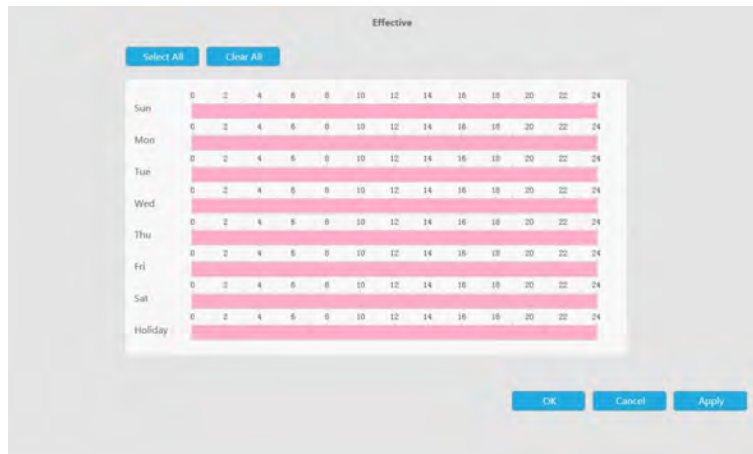 Effective
Select All Clear All
0 2 4 6 8 10 12 14 16 18 20 22 24
Sun
0 2 4 6 8 10 12 14 16 18 20 22 24
Mon
0 2 4 6 8 10 12 14 16 18 20 22 24
Tue
0 2 4 6 8 10 12 14 16 18 20 22 24
Wed
0 2 4 6 8 10 12 14 16 18 20 22 24
Thu
0 2 4 6 8 10 12 14 16 18 20 22 24
Fri
0 2 4 6 8 10 12 14 16 18 20 22 24
Sat
0 2 4 6 8 10 12 14 16 18 20 22 24
Holiday
OK Cancel Apply